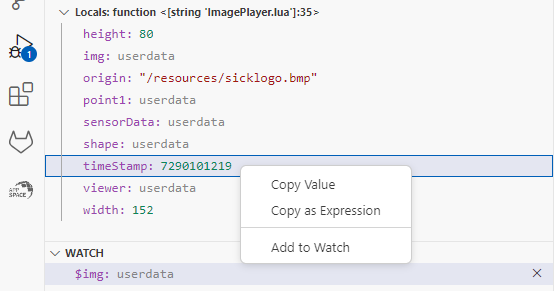 Locals: function <[string 'ImagePlayer.lua']:35>
height: 80
img: userdata
origin: "/resources/sicklogo.bmp"
point1: userdata
sensorData: userdata
shape: userdata
timeStamp: 7290101219
viewer: userdata
width: 152
Copy Value
Copy as Expression
Add to Watch
WATCH
$img: userdata
1
APP
SPACE